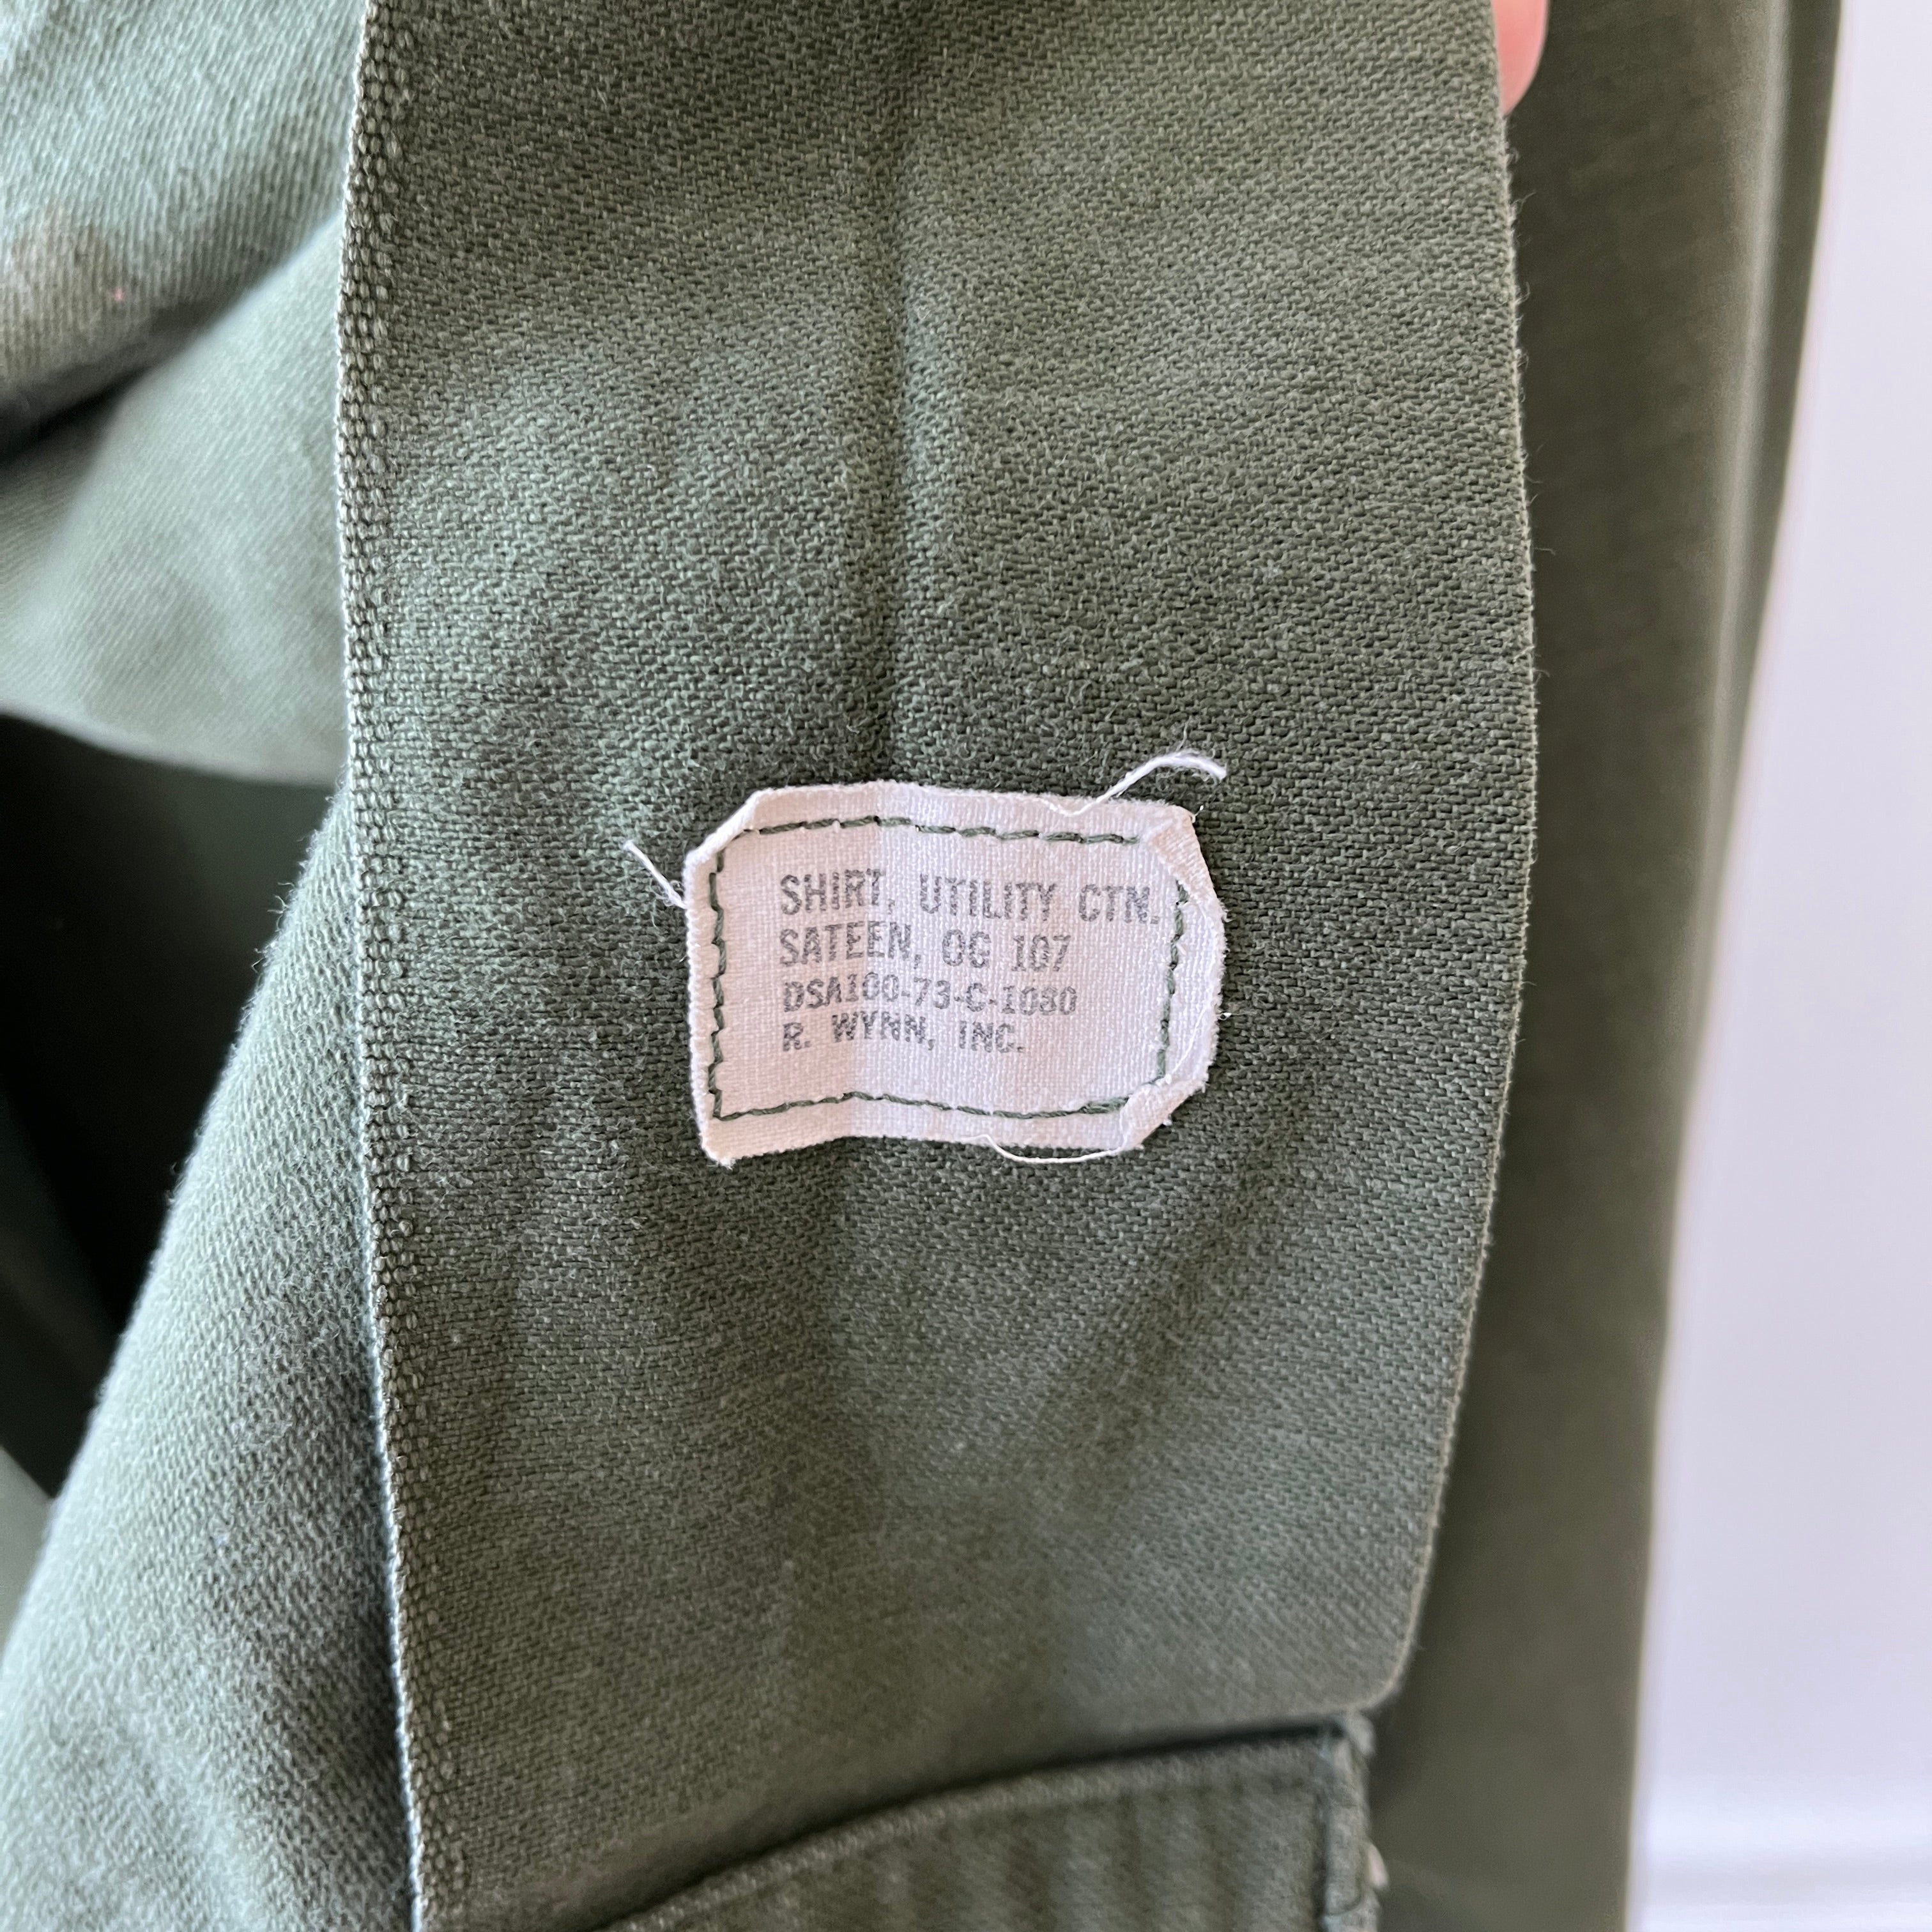 SHIRT, UTILITY CTN.
SATEEN, OG 107
DSA100-73-C-1080
R. WYNN, INC.